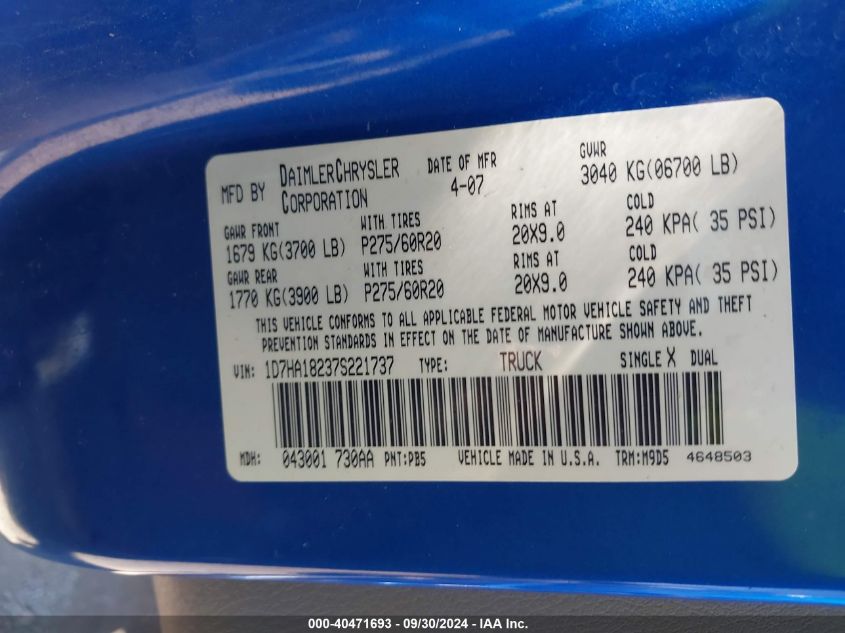 MFD BY DAIMLERCHRYSLER CORPORATION
DATE OF MFR 4-07
GVWR 3040 KG(06700 LB)
GAWR FRONT WITH TIRES RIMS AT COLD
1679 KG(3700 LB) P275/60R20 20X9.0 240 KPA( 35 PSI)
GAWR REAR WITH TIRES RIMS AT COLD
1770 KG(3900 LB) P275/60R20 20X9.0 240 KPA( 35 PSI)
THIS VEHICLE CONFORMS TO ALL APPLICABLE FEDERAL MOTOR VEHICLE SAFETY AND THEFT
PREVENTION STANDARDS IN EFFECT ON THE DATE OF MANUFACTURE SHOWN ABOVE.
VIN: 1D7HA18237S221737 TYPE: TRUCK SINGLE X DUAL
MDH: 043001 730AA PNT:PB5 VEHICLE MADE IN U.S.A. TRM:M9D5 4648503
000-40471693 / 09/30/2024 - IAA Inc.